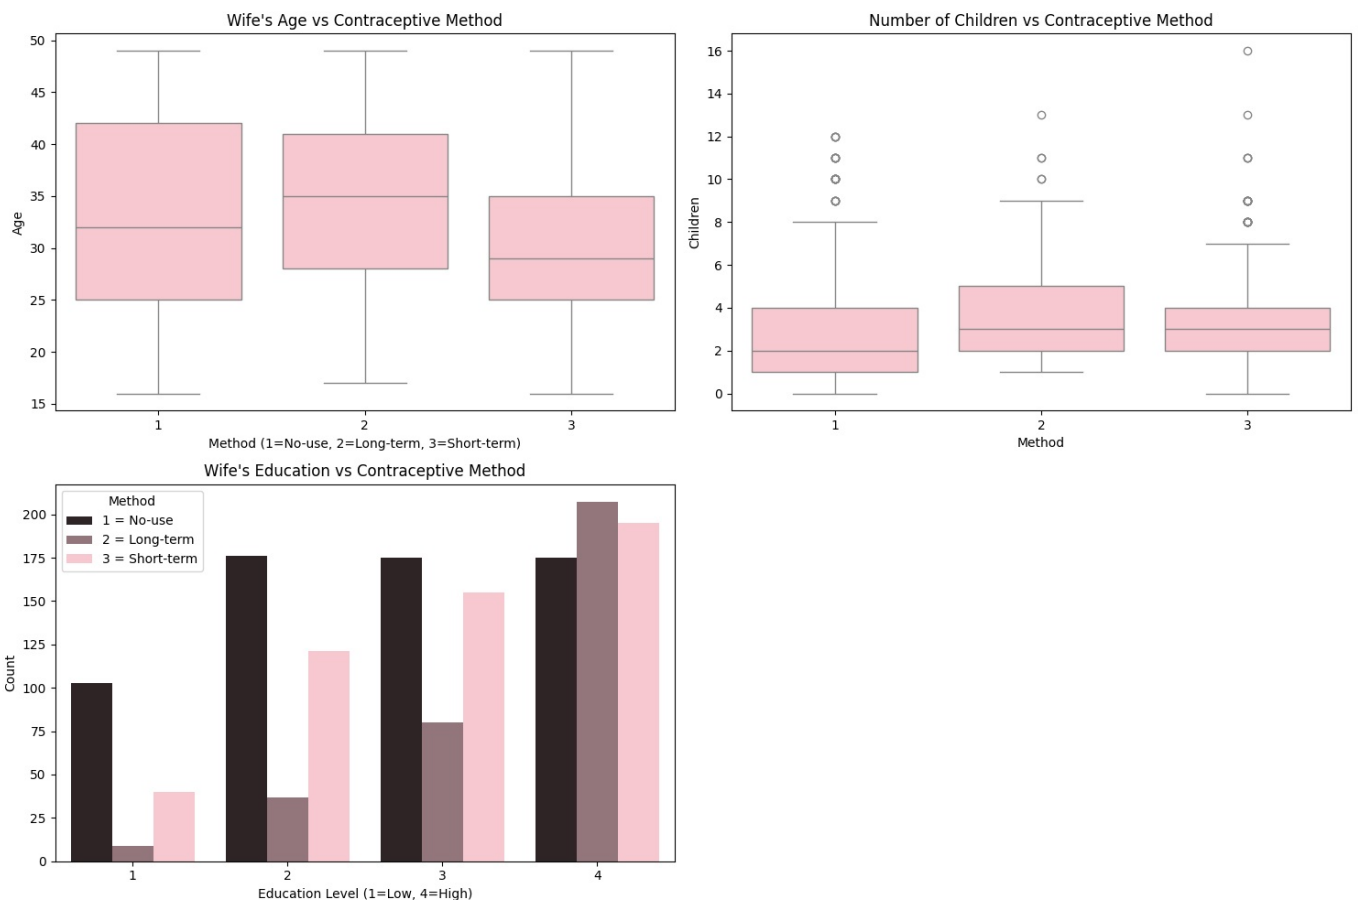 Wife's Age vs Contraceptive Method
50
45
40
35
30
25
20
15
Age
1 2 3
Method (1=No-use, 2=Long-term, 3=Short-term)
Number of Children vs Contraceptive Method
16
14
12
10
8
6
4
2
0
Children
1 2 3
Method
Wife's Education vs Contraceptive Method
Method
1 = No-use
2 = Long-term
3 = Short-term
200
175
150
125
100
75
50
25
0
Count
1 2 3 4
Education Level (1=Low, 4=High)